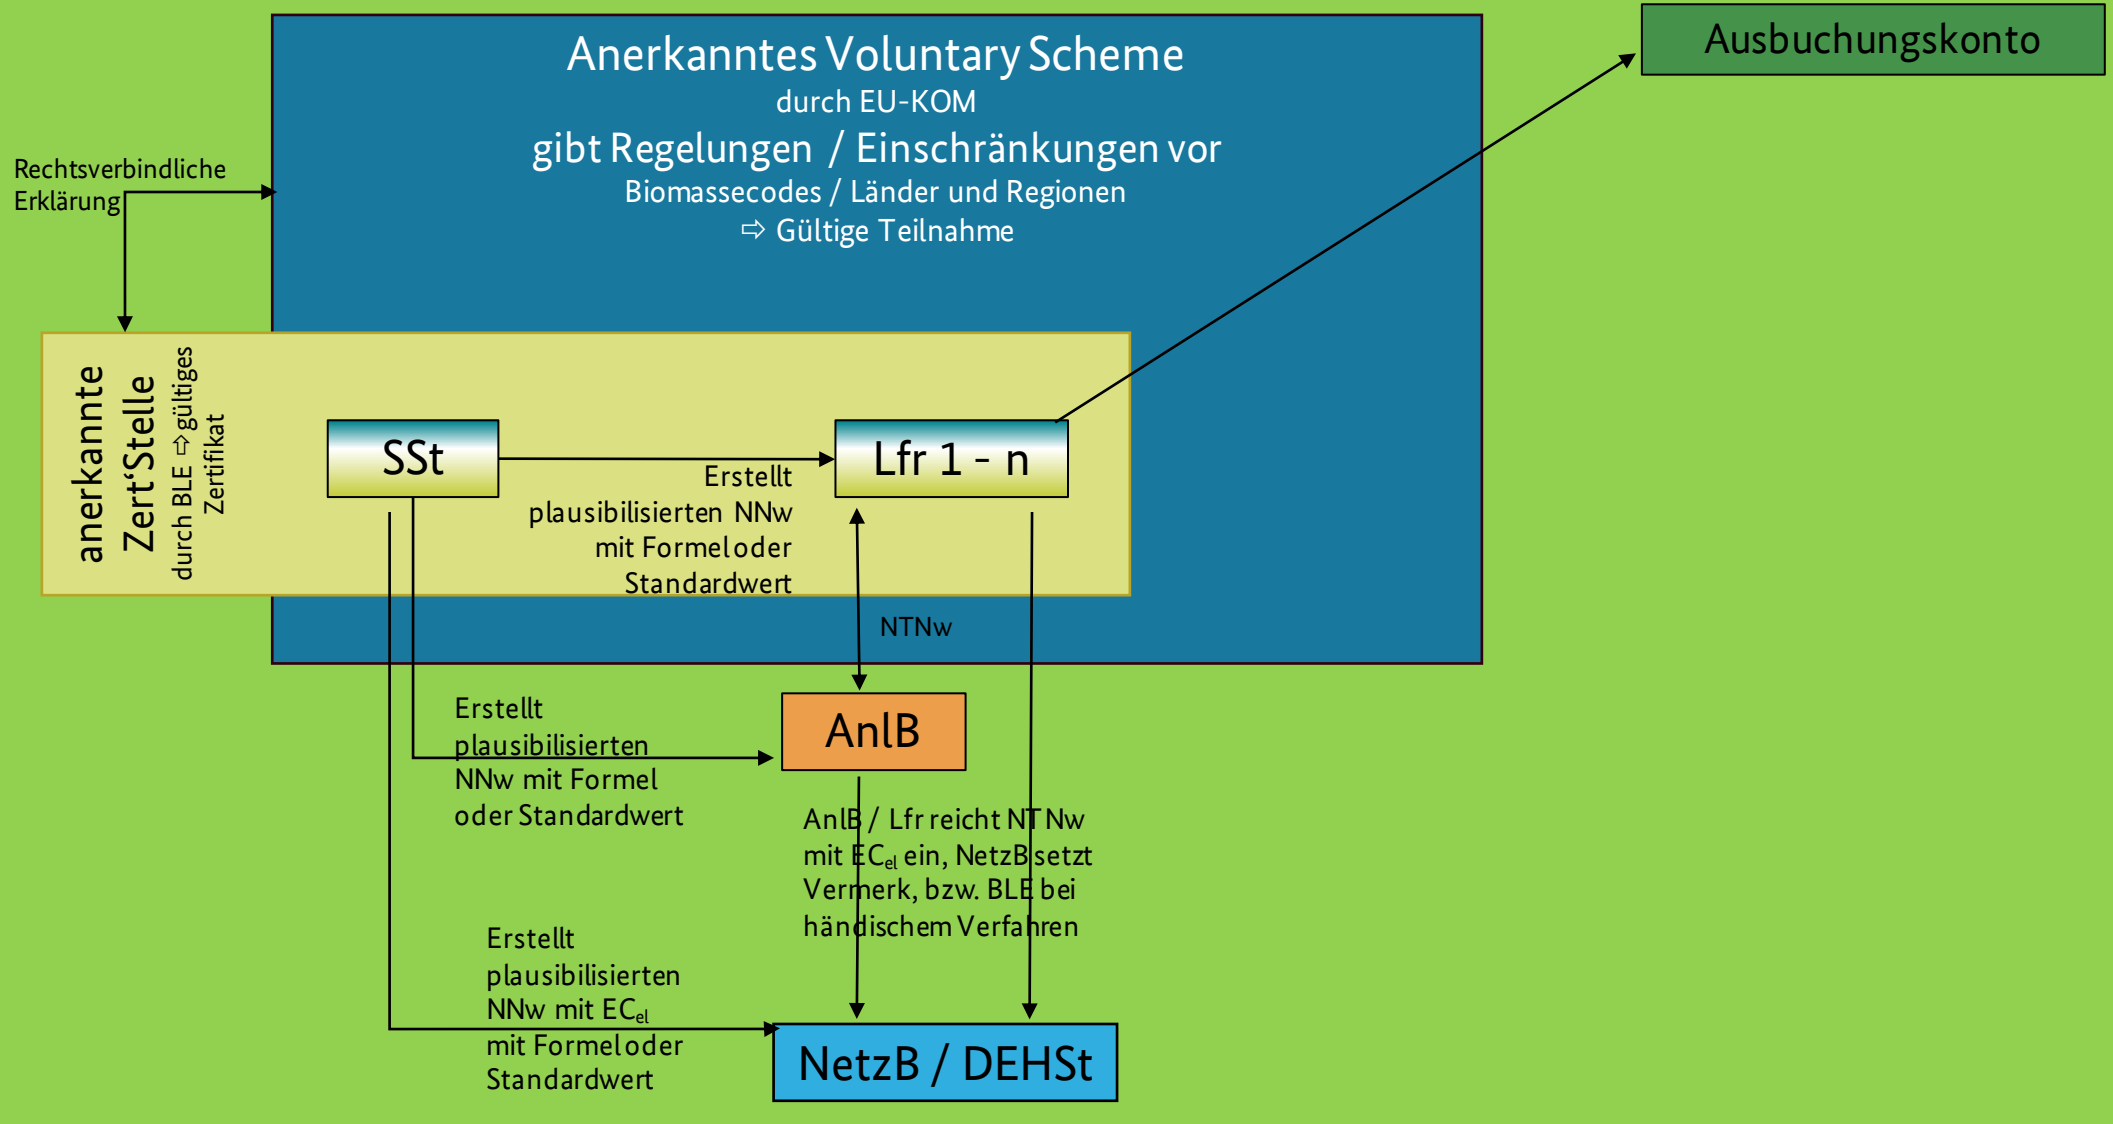 Ausbuchungskonto
Anerkanntes Voluntary Scheme
durch EU-KOM
gibt Regelungen / Einschränkungen vor
Biomassecodes / Länder und Regionen
⇨ Gültige Teilnahme
Rechtsverbindliche
Erklärung
anerkannte
Zert‘Stelle
durch BLE ⇨gültiges
Zertifikat
SSt
Lfr 1 - n
Erstellt
plausibilisierten NNw
mit Formel oder
Standardwert
NTNw
AnlB
Erstellt
plausibilisierten
NNw mit Formel
oder Standardwert
AnlB / Lfr reicht NTNw
mit ECel ein, NetzB setzt
Vermerk, bzw. BLE bei
händischem Verfahren
Erstellt
plausibilisierten
NNw mit ECel
mit Formel oder
Standardwert
NetzB / DEHSt